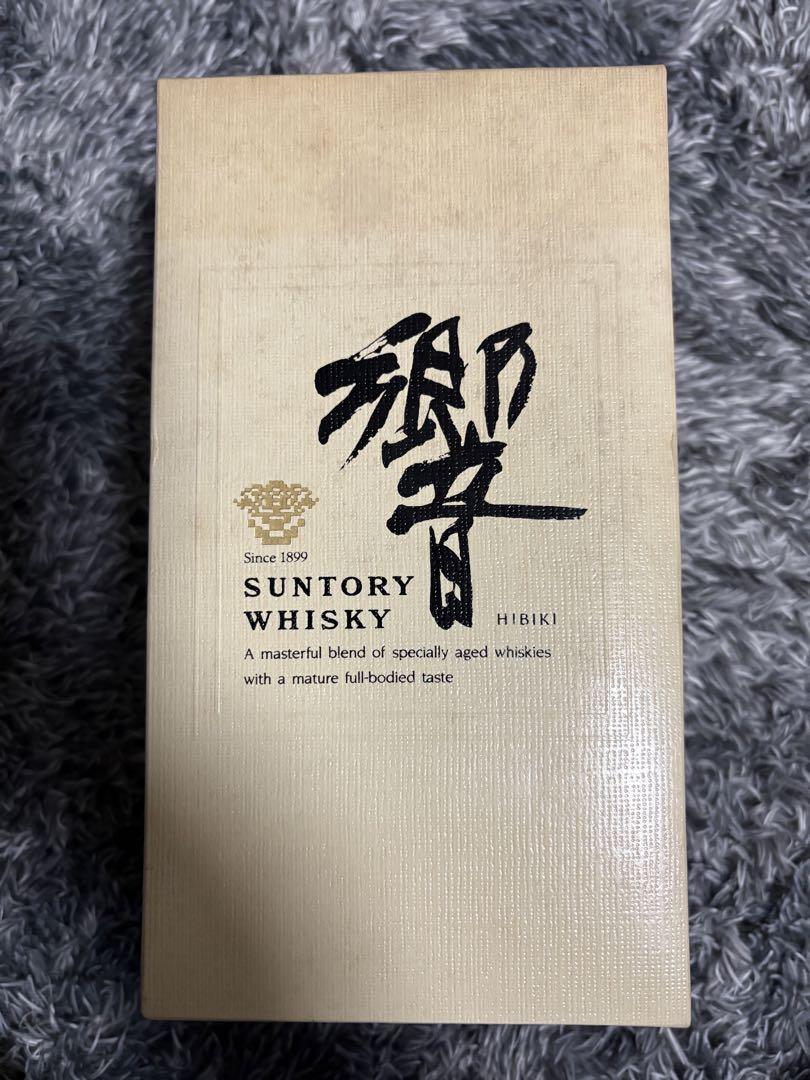 響
Since 1899
SUNTORY
WHISKY
HIBIKI
A masterful blend of specially aged whiskies
with a mature full-bodied taste